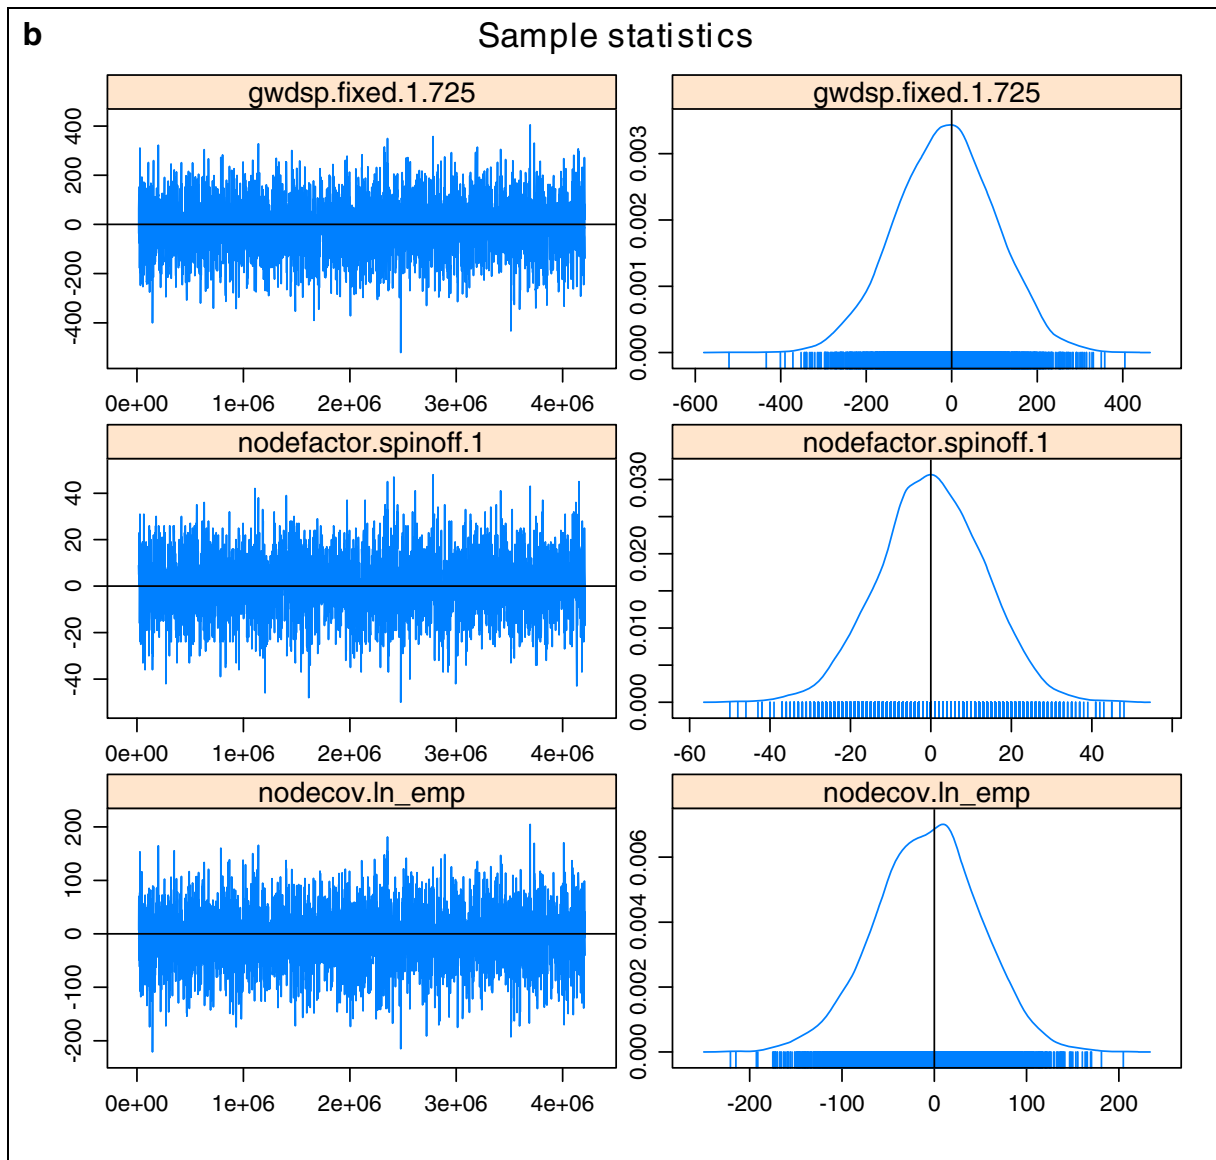 b
Sample statistics
gwdsp.fixed.1.725
gwdsp.fixed.1.725
400
200
0
-200
-400
0e+00 1e+06 2e+06 3e+06 4e+06
0.003
0.002
0.001
0.000
-600 -400 -200 0 200 400
nodefactor.spinoff.1
nodefactor.spinoff.1
40
20
0
-20
-40
0e+00 1e+06 2e+06 3e+06 4e+06
0.030
0.020
0.010
0.000
-60 -40 -20 0 20 40
nodecov.ln_emp
nodecov.ln_emp
200
100
0
-100
-200
0e+00 1e+06 2e+06 3e+06 4e+06
0.006
0.004
0.002
0.000
-200 -100 0 100 200